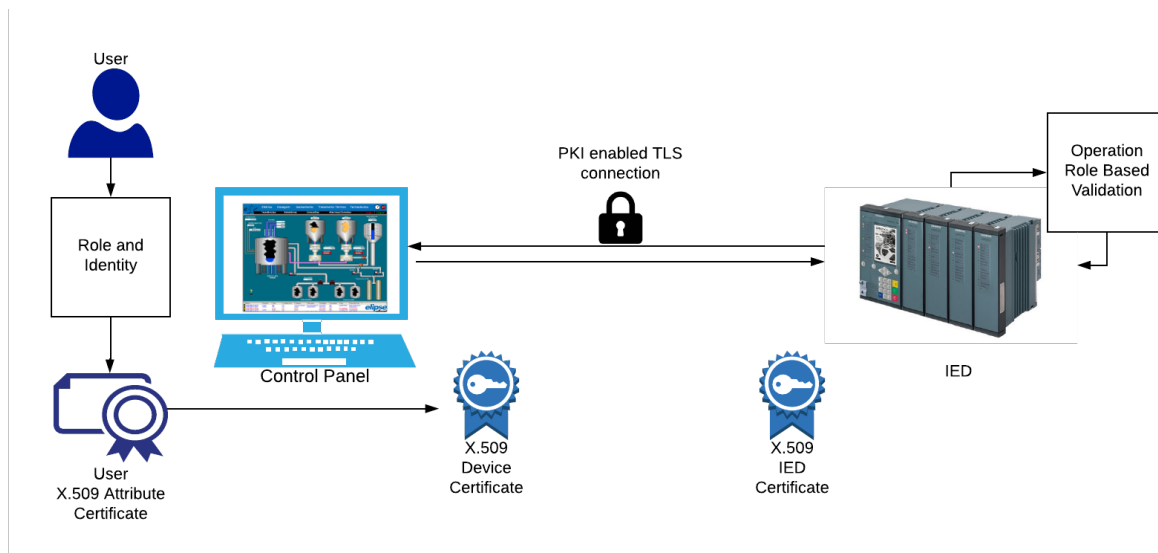 User
Role and
Identity
User
X.509 Attribute
Certificate
elipse
Control Panel
PKI enabled TLS
connection
X.509
Device
Certificate
X.509
IED
Certificate
IED
Operation
Role Based
Validation